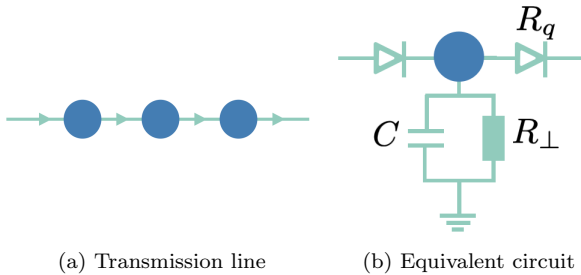 R_q
C
R_⊥
(a) Transmission line
(b) Equivalent circuit